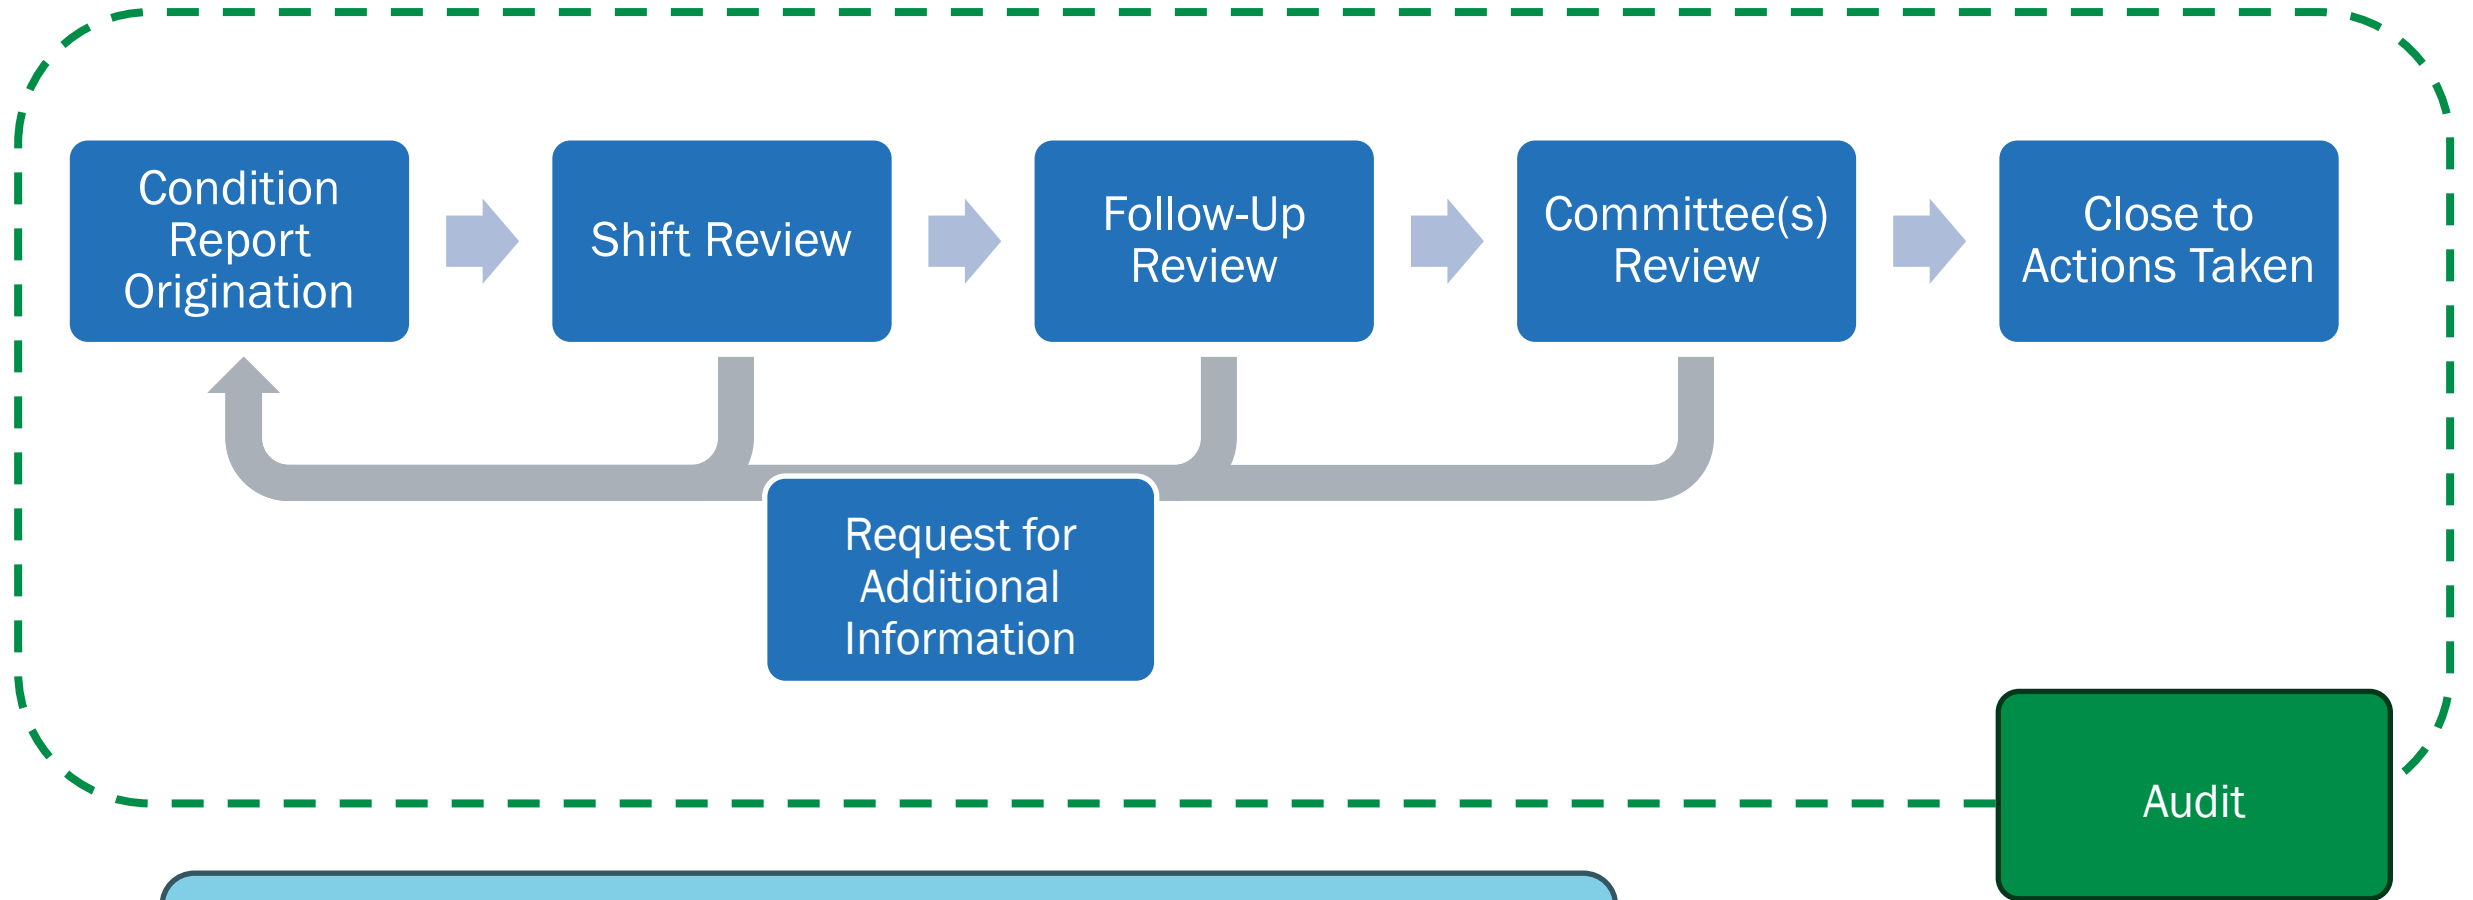 Condition
Report
Origination
Shift Review
Follow-Up
Review
Committee(s)
Review
Close to
Actions Taken
Request for
Additional
Information
Audit